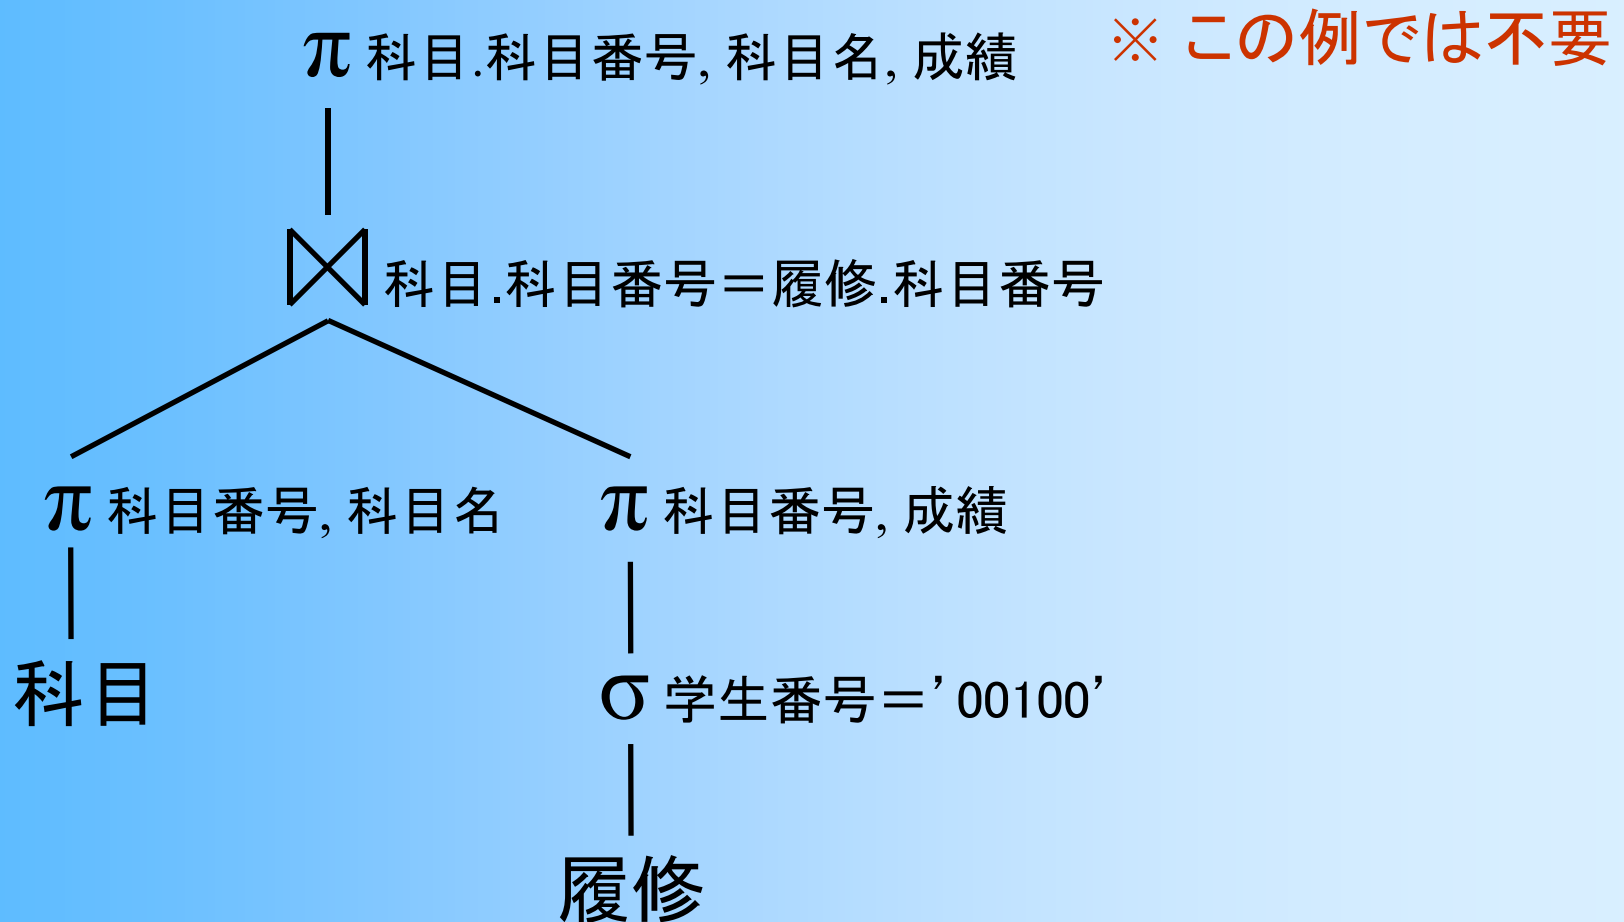 π 科目.科目番号, 科目名, 成績
※ この例では不要
⋈ 科目.科目番号＝履修.科目番号
π 科目番号, 科目名
π 科目番号, 成績
科目
σ 学生番号＝’00100’
履修